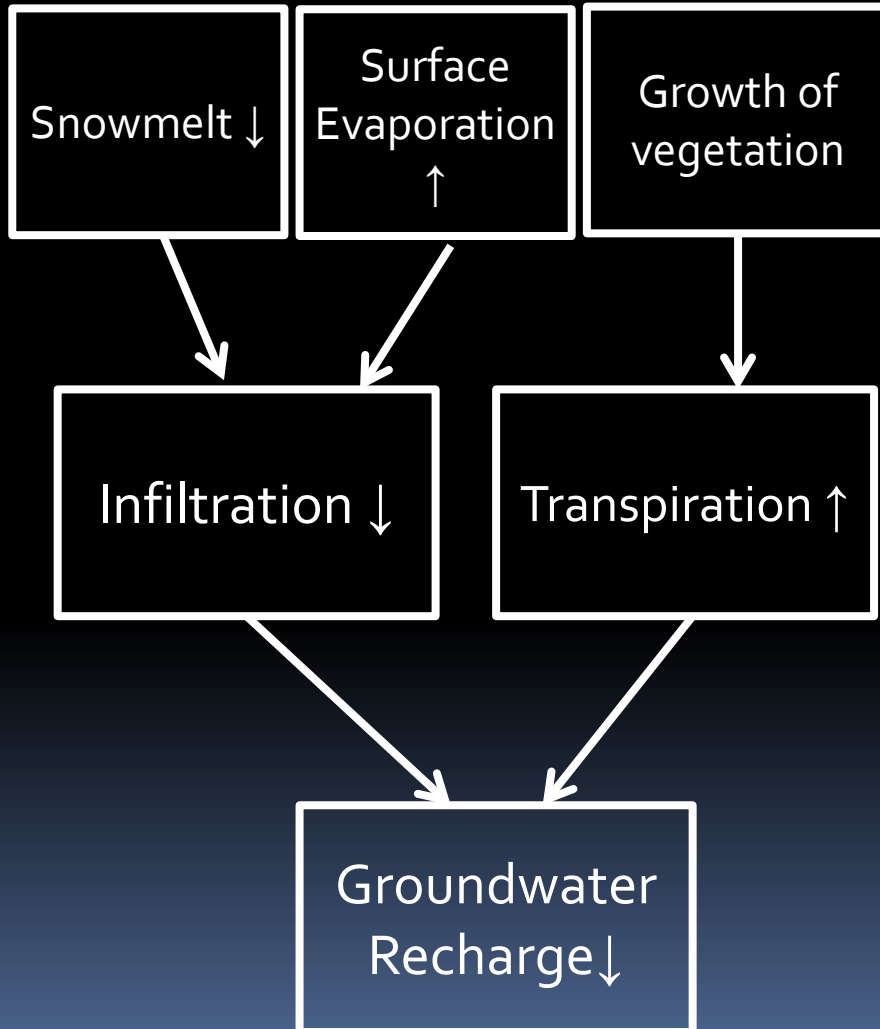 Snowmelt ↓
Surface
Evaporation
↑
Growth of
vegetation
Infiltration ↓
Transpiration ↑
Groundwater
Recharge↓